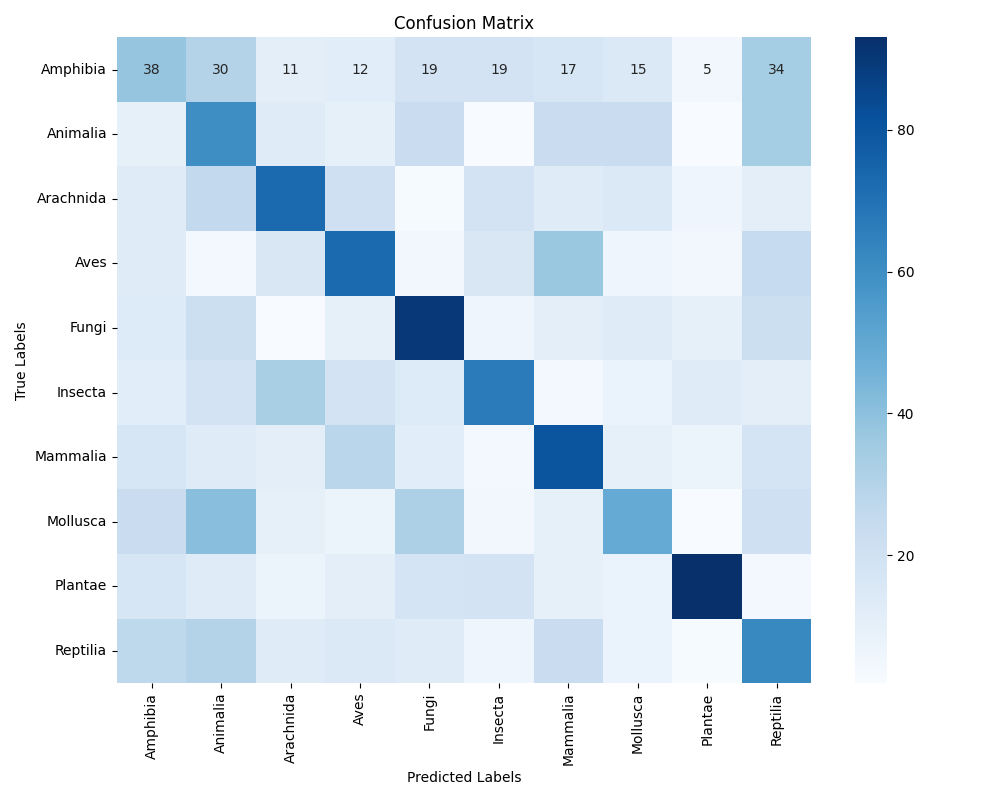 Confusion Matrix
Amphibia 38 30 11 12 19 19 17 15 5 34
Animalia
Arachnida
Aves
Fungi
Insecta
Mammalia
Mollusca
Plantae
Reptilia
True Labels
Amphibia Animalia Arachnida Aves Fungi Insecta Mammalia Mollusca Plantae Reptilia
Predicted Labels
80
60
40
20